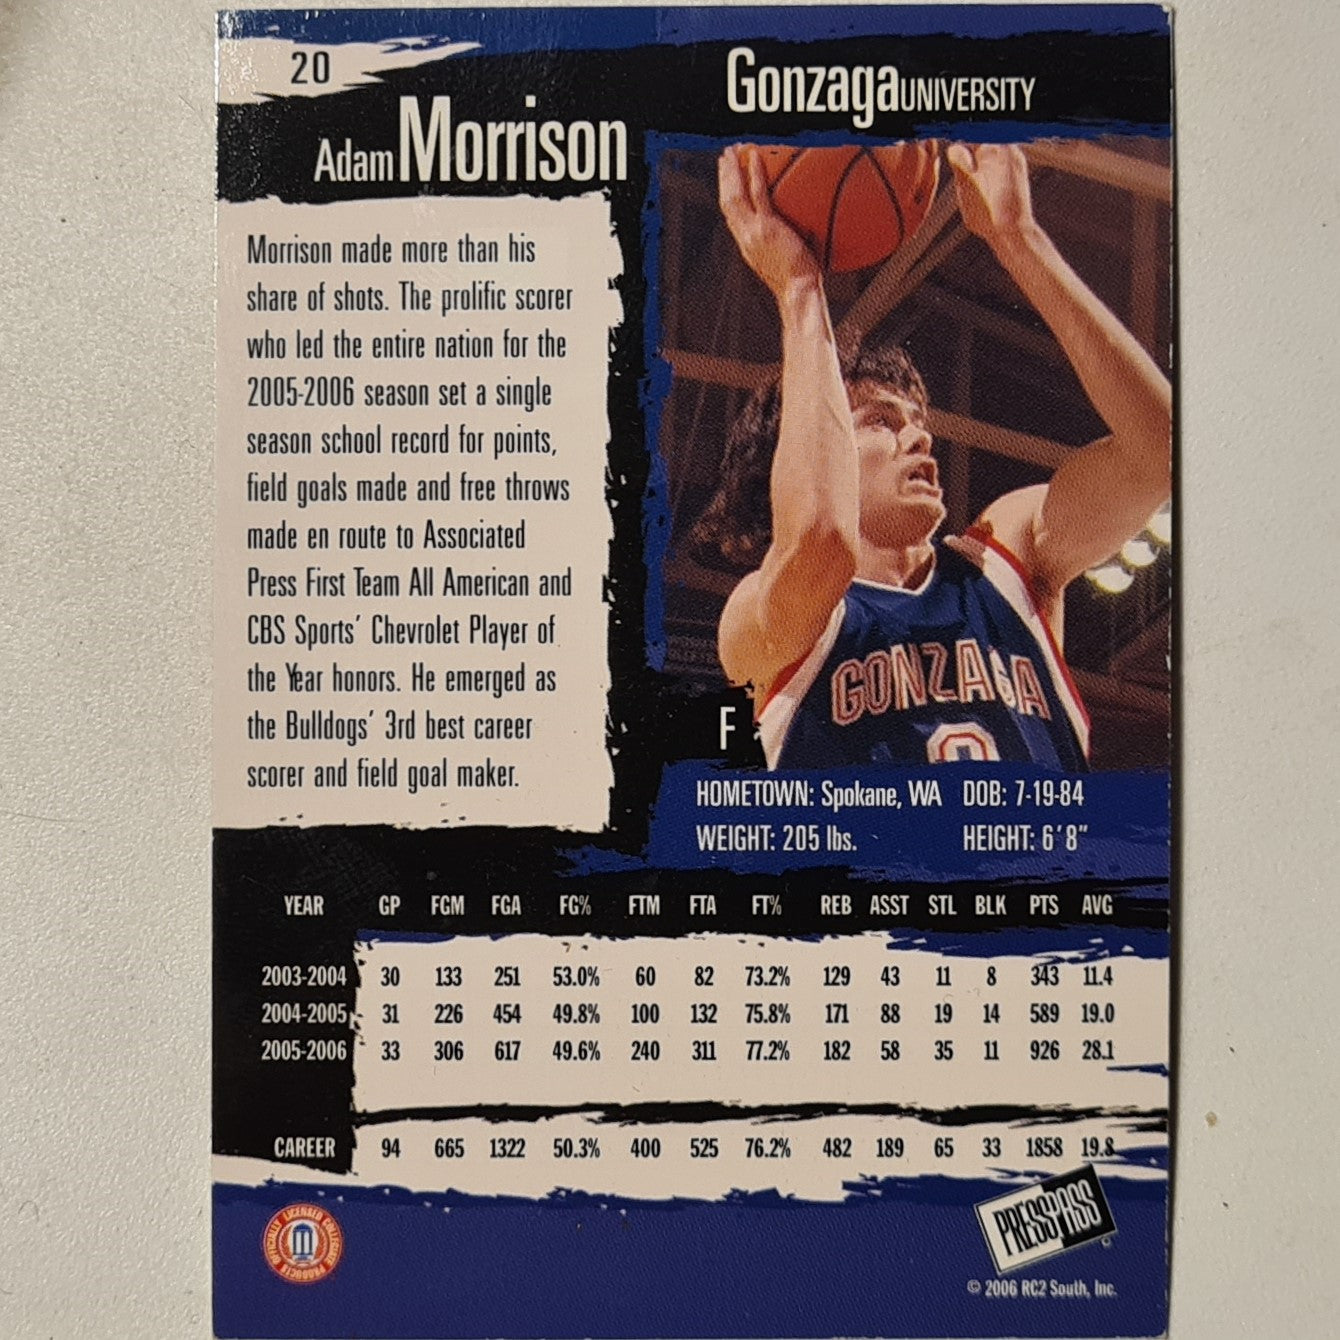 20
Adam Morrison
Gonzaga UNIVERSITY
Morrison made more than his
share of shots. The prolific scorer
who led the entire nation for the
2005-2006 season set a single
season school record for points,
field goals made and free throws
made en route to Associated
Press First Team All American and
CBS Sports' Chevrolet Player of
the Year honors. He emerged as
the Bulldogs' 3rd best career
scorer and field goal maker.
GONZAGA
F
HOMETOWN: Spokane, WA DOB: 7-19-84
WEIGHT: 205 lbs. HEIGHT: 6'8"
YEAR GP FGM FGA FG% FTM FTA FT% REB ASST STL BLK PTS AVG
2003-2004 30 133 251 53.0% 60 82 73.2% 129 43 11 8 343 11.4
2004-2005 31 226 454 49.8% 100 132 75.8% 171 88 19 14 589 19.0
2005-2006 33 306 617 49.6% 240 311 77.2% 182 58 35 11 926 28.1
CAREER 94 665 1322 50.3% 400 525 76.2% 482 189 65 33 1858 19.8
OFFICIALLY LICENSED COLLEGIATE PRODUCTS
PRESSPASS
© 2006 RC2 South, Inc.